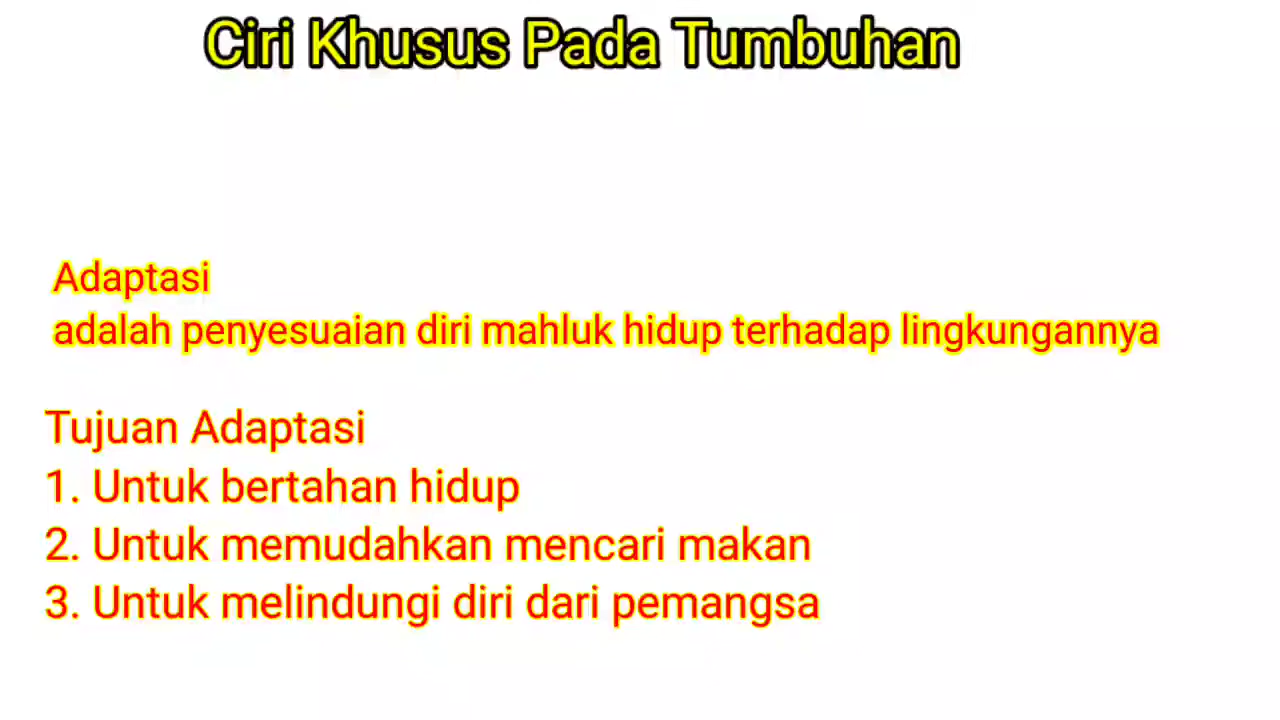 Ciri Khusus Pada Tumbuhan
Adaptasi
adalah penyesuaian diri mahluk hidup terhadap lingkungannya
Tujuan Adaptasi
1. Untuk bertahan hidup
2. Untuk memudahkan mencari makan
3. Untuk melindungi diri dari pemangsa